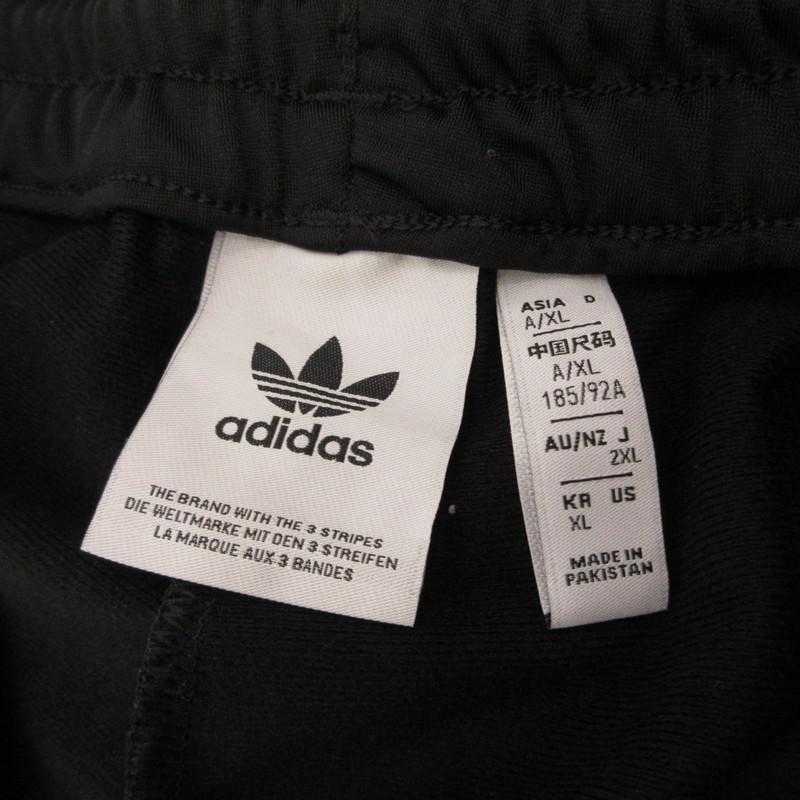 adidas
THE BRAND WITH THE 3 STRIPES
DIE WELTMARKE MIT DEN 3 STREIFEN
LA MARQUE AUX 3 BANDES
ASIA D
A/XL
中国尺码
A/XL
185/92A
AU/NZ J
2XL
KR US
XL
MADE IN
PAKISTAN